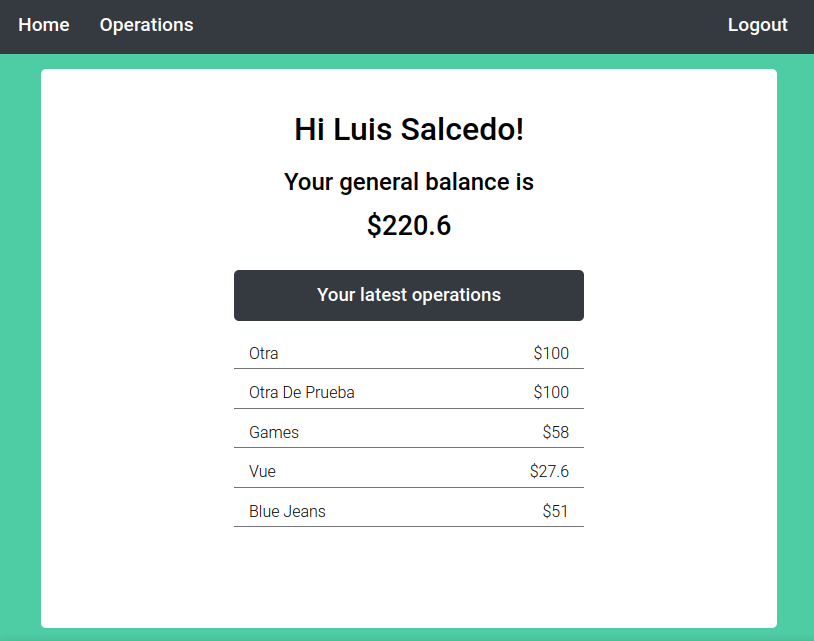 Home Operations Logout
Hi Luis Salcedo!
Your general balance is
$220.6
Your latest operations
Otra $100
Otra De Prueba $100
Games $58
Vue $27.6
Blue Jeans $51